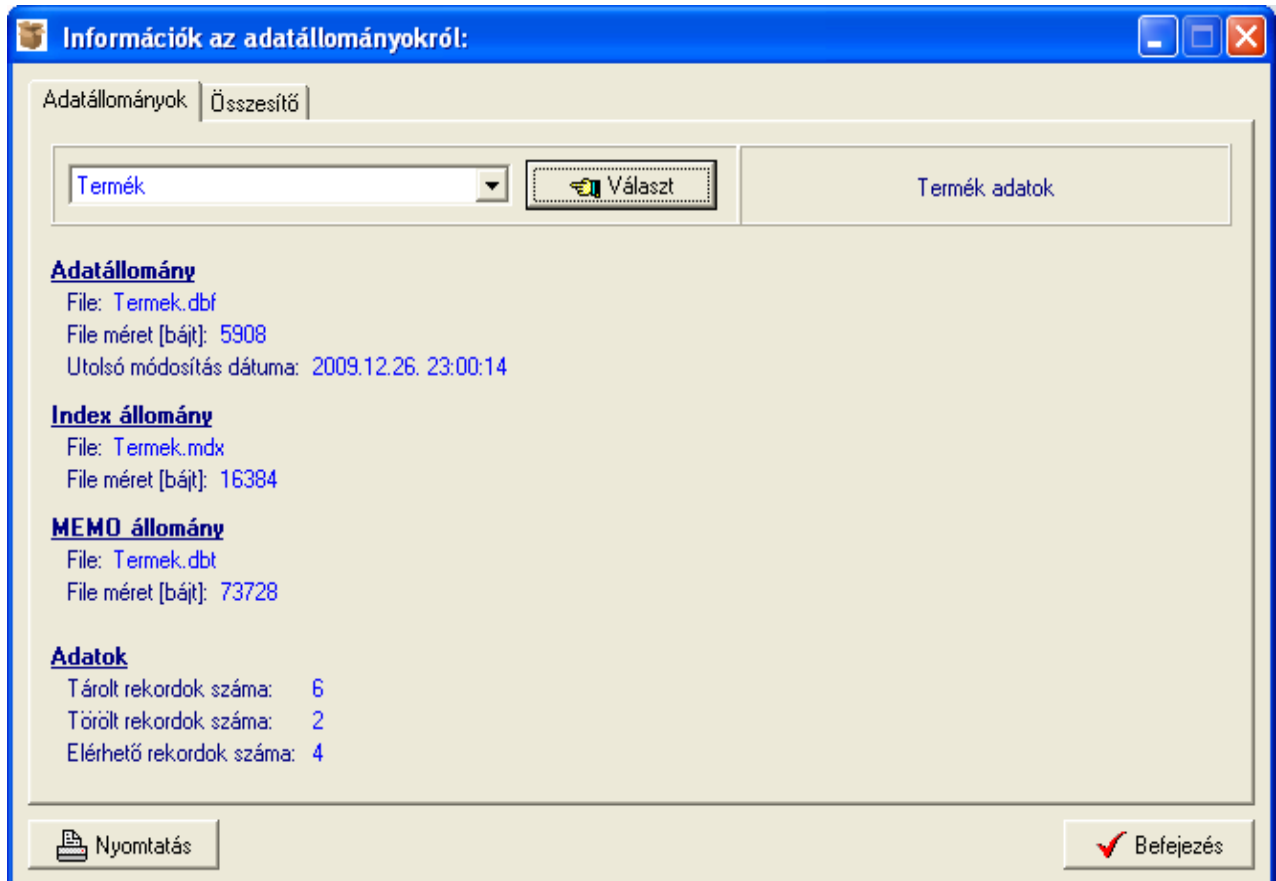 Információk az adatállományokról:
Adatállományok Összesítő
Termék Választ Termék adatok
Adatállomány
File: Termek.dbf
File méret [bájt]: 5908
Utolsó módosítás dátuma: 2009.12.26. 23:00:14
Index állomány
File: Termek.mdx
File méret [bájt]: 16384
MEMO állomány
File: Termek.dbt
File méret [bájt]: 73728
Adatok
Tárolt rekordok száma: 6
Törölt rekordok száma: 2
Elérhető rekordok száma: 4
Nyomtatás Befejezés